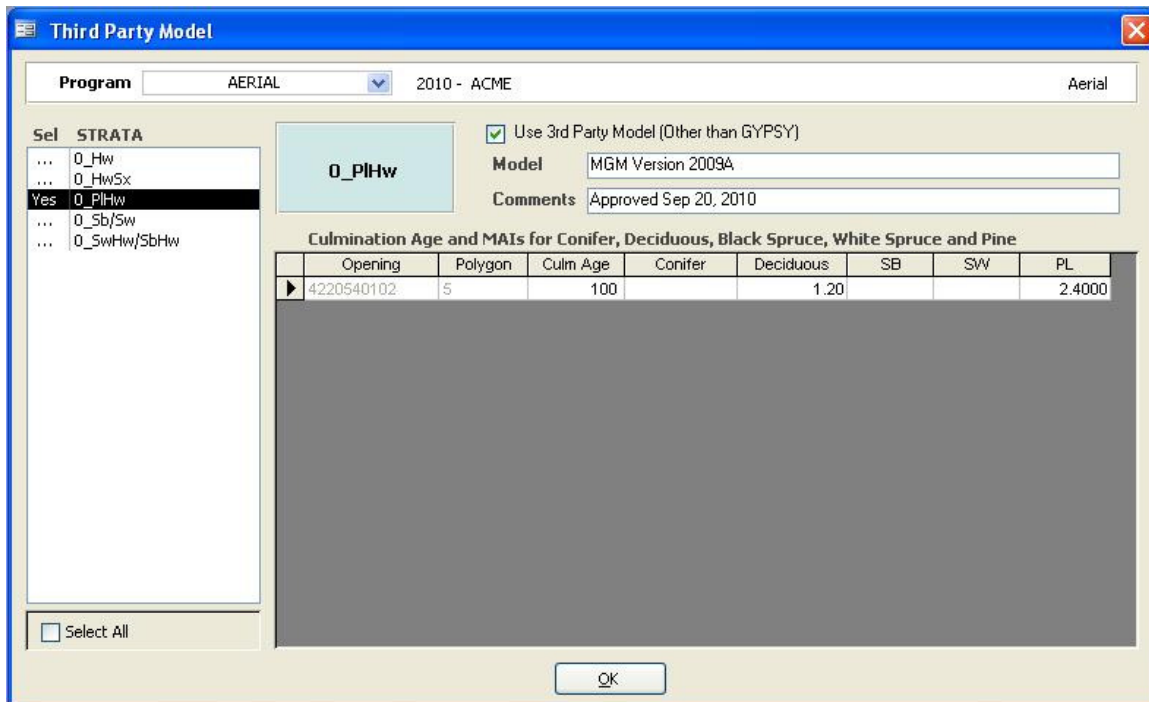 Third Party Model
Program AERIAL 2010 - ACME Aerial
Sel STRATA
... 0_Hw
... 0_HwSx
Yes 0_PlHw
... 0_Sb/Sw
... 0_SwHw/SbHw
Select All
0_PlHw
Use 3rd Party Model (Other than GYPSY)
Model MGM Version 2009A
Comments Approved Sep 20, 2010
Culmination Age and MAIs for Conifer, Deciduous, Black Spruce, White Spruce and Pine
Opening Polygon Culm Age Conifer Deciduous SB SW PL
4220540102 5 100 1.20 2.4000
OK